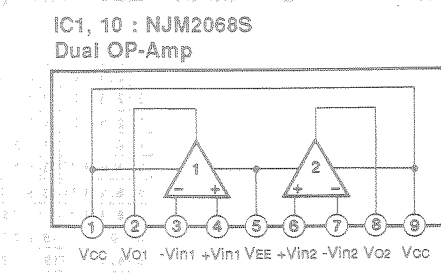 IC1, 10 : NJM2068S
Dual OP-Amp
1 2
- + + -
1 2 3 4 5 6 7 8 9
Vcc Vo1 -Vin1 +Vin1 VEE +Vin2 -Vin2 Vo2 Vcc